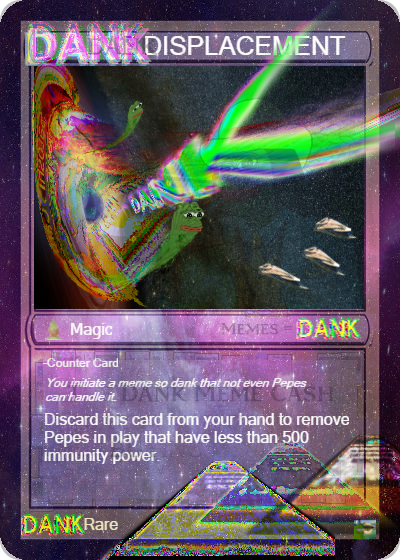 DANK DISPLACEMENT
DANK
Magic
MEMES = DANK
DANK MEME CASH
Counter Card
You initiate a meme so dank that not even Pepes
can handle it.
Discard this card from your hand to remove
Pepes in play that have less than 500
immunity power.
DANK Rare